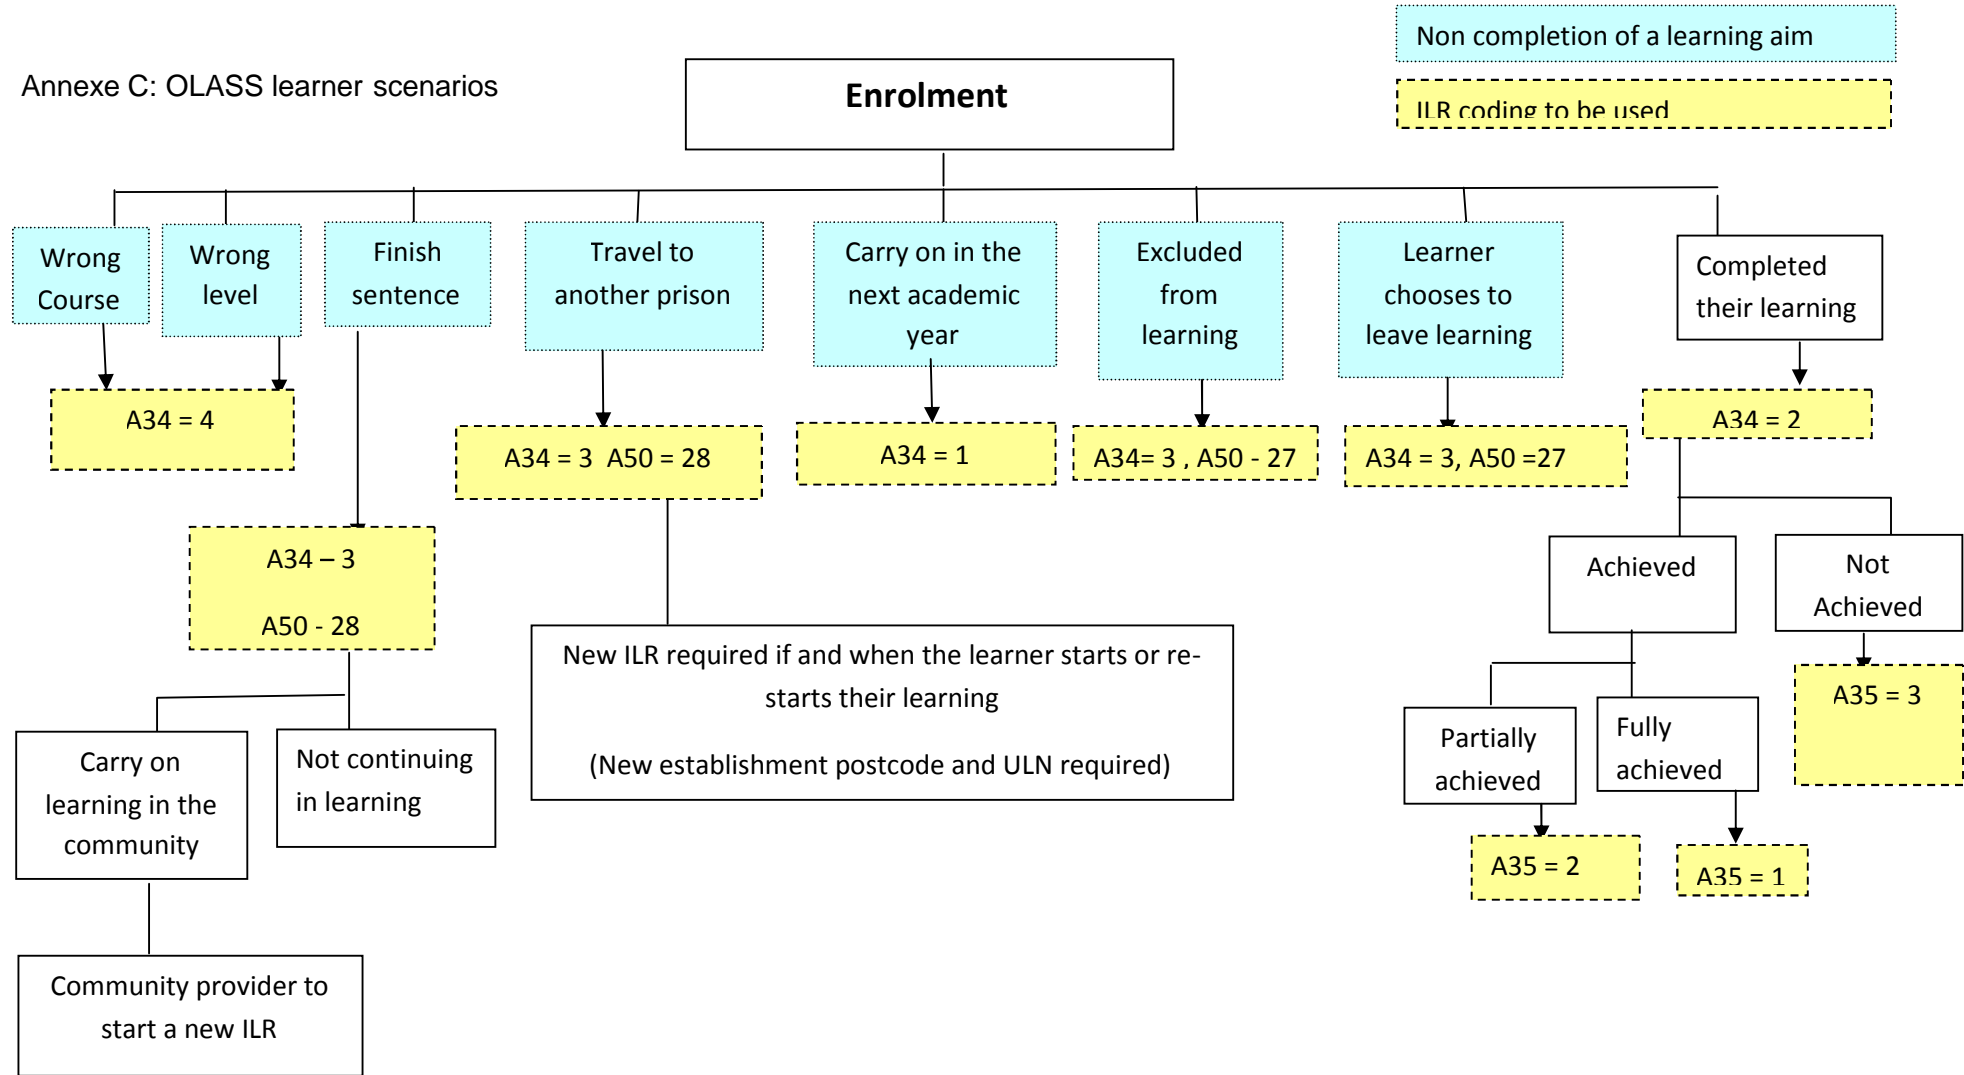 Non completion of a learning aim
Annexe C: OLASS learner scenarios
Enrolment
ILR coding to be used
Wrong
Course
Wrong
level
Finish
sentence
Travel to
another prison
Carry on in the
next academic
year
Excluded
from
learning
Learner
chooses to
leave learning
Completed
their learning
A34 = 4
A34 = 3 A50 = 28
A34 = 1
A34= 3 , A50 - 27
A34 = 3, A50 =27
A34 = 2
A34 – 3
A50 - 28
Achieved
Not
Achieved
New ILR required if and when the learner starts or re-
starts their learning
(New establishment postcode and ULN required)
A35 = 3
Carry on
learning in the
community
Not continuing
in learning
Partially
achieved
Fully
achieved
A35 = 2
A35 = 1
Community provider to
start a new ILR